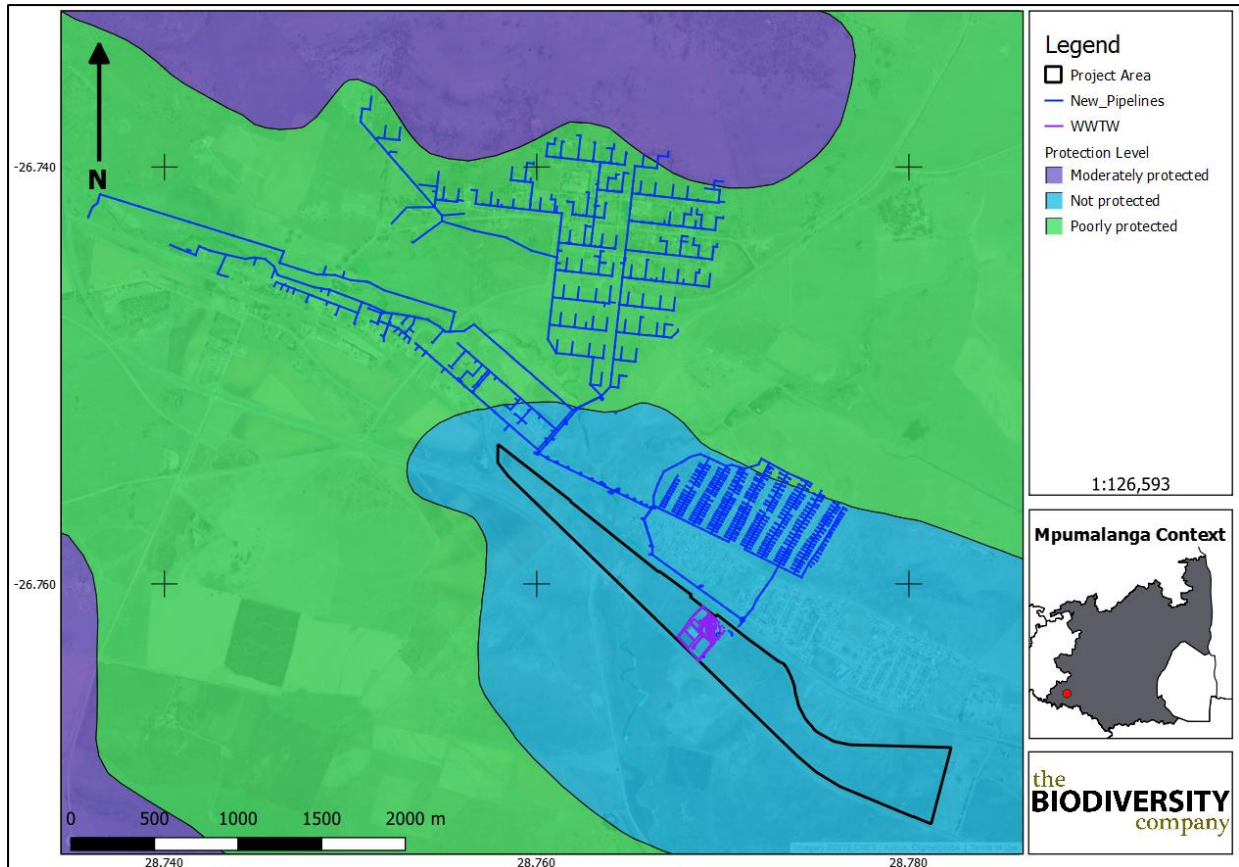 N
-26.740
-26.760
0 500 1000 1500 2000 m
28.740 28.760 28.780
Legend
Project Area
New_Pipelines
WWTW
Protection Level
Moderately protected
Not protected
Poorly protected
1:126,593
Mpumalanga Context
the
BIODIVERSITY
company